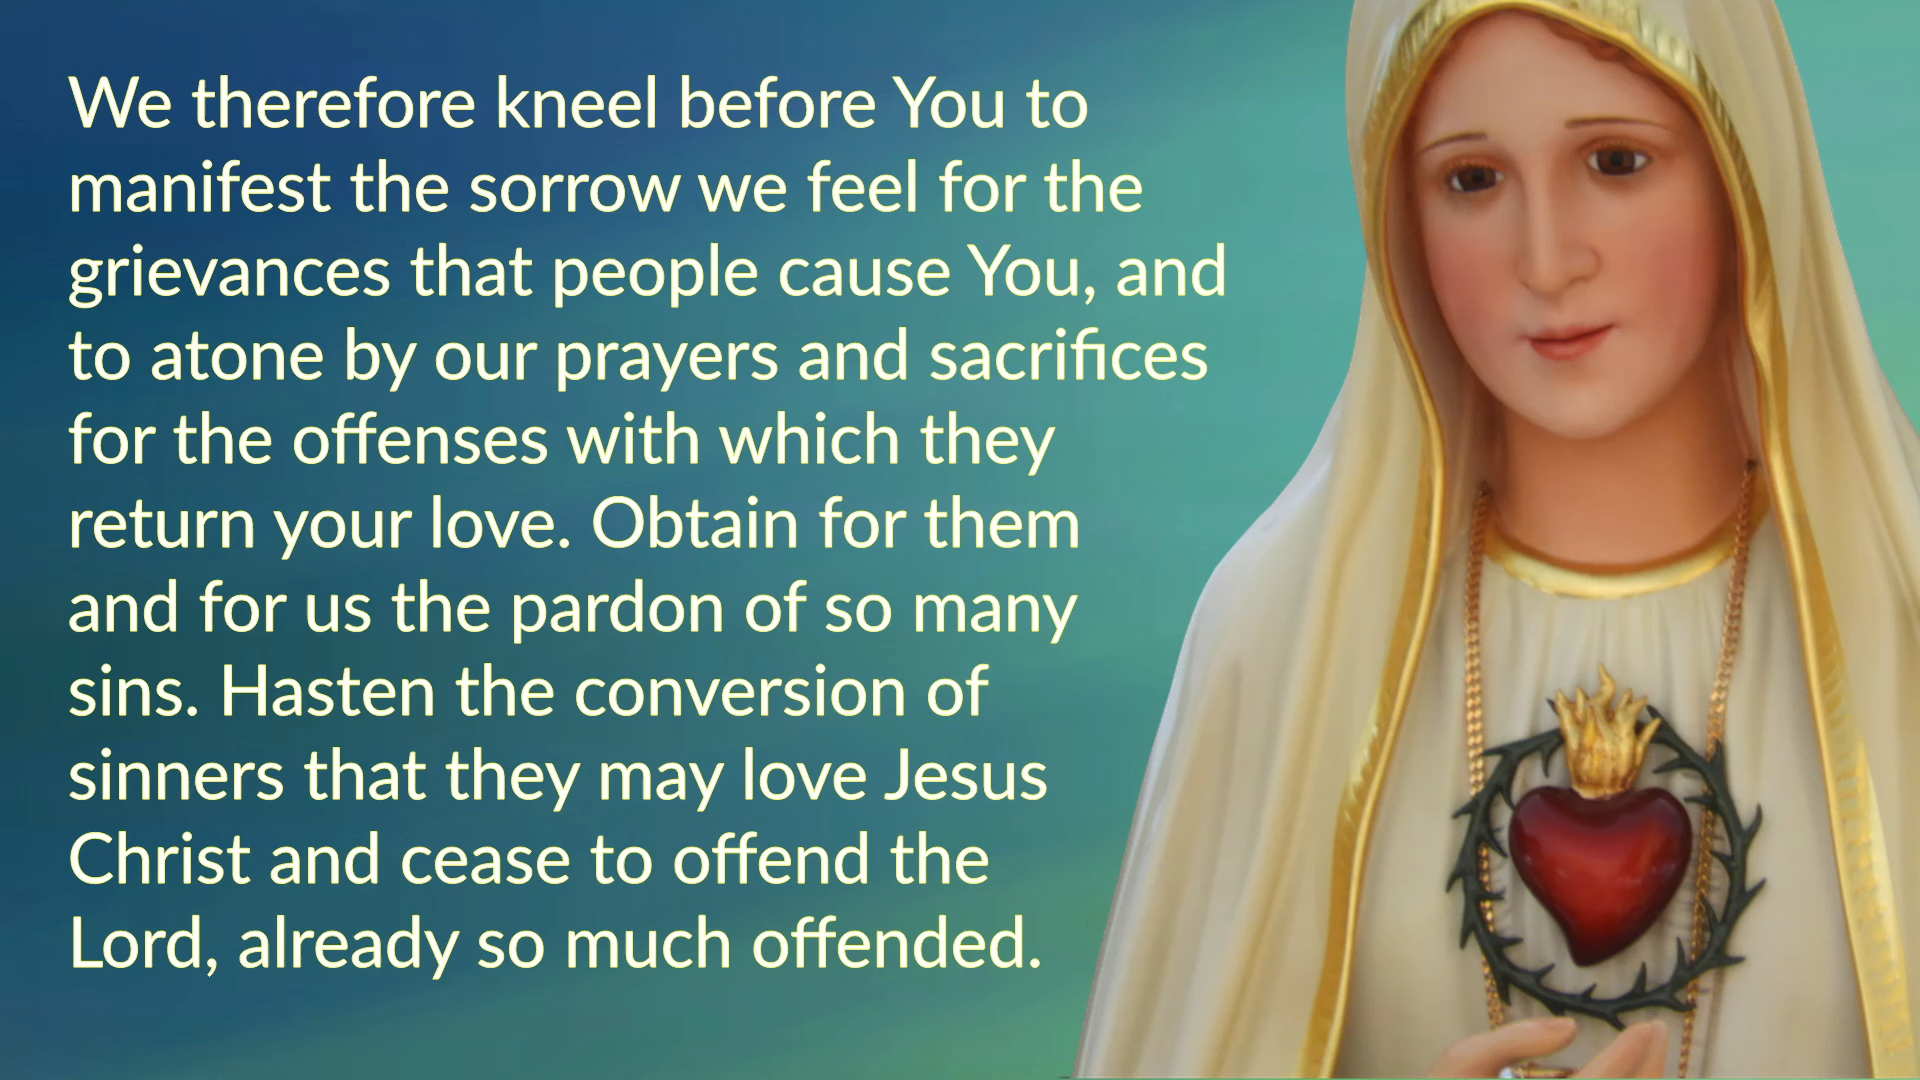 We therefore kneel before You to
manifest the sorrow we feel for the
grievances that people cause You, and
to atone by our prayers and sacrifices
for the offenses with which they
return your love. Obtain for them
and for us the pardon of so many
sins. Hasten the conversion of
sinners that they may love Jesus
Christ and cease to offend the
Lord, already so much offended.